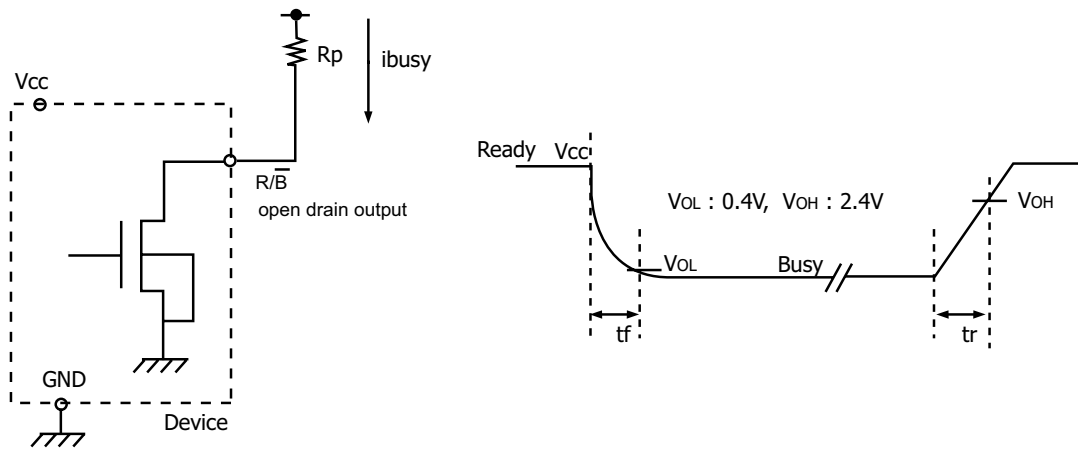 Rp
ibusy
Vcc
R/B̅
open drain output
GND
Device
Ready Vcc
VOL : 0.4V, VOH : 2.4V
VOH
VOL
Busy
tf
tr